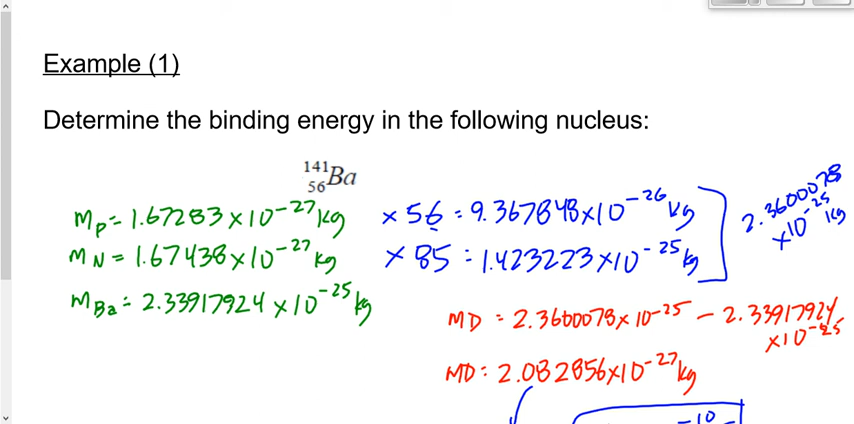 Example (1)
Determine the binding energy in the following nucleus:
141
56 Ba
mP = 1.67283 × 10⁻²⁷ kg × 56 = 9.367848 × 10⁻²⁶ kg
mN = 1.67438 × 10⁻²⁷ kg × 85 = 1.423223 × 10⁻²⁵ kg
2.3600078
× 10⁻²⁵
kg
mBa = 2.33917924 × 10⁻²⁵ kg
MD = 2.3600078 × 10⁻²⁵ − 2.33917924
× 10⁻²⁵
MD = 2.082856 × 10⁻²⁷ kg
−10